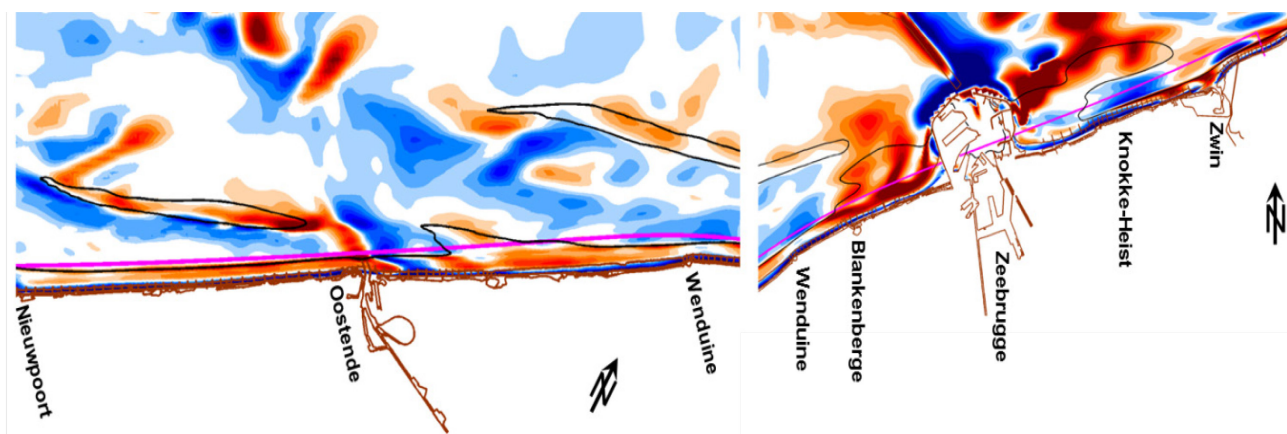 Nieuwpoort
Oostende
Wenduine
N
Wenduine
Blankenberge
Zeebrugge
Knokke-Heist
Zwin
N